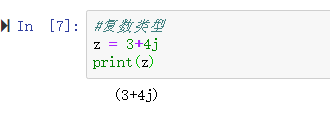 In [7]:
#复数类型
z = 3+4j
print(z)
(3+4j)